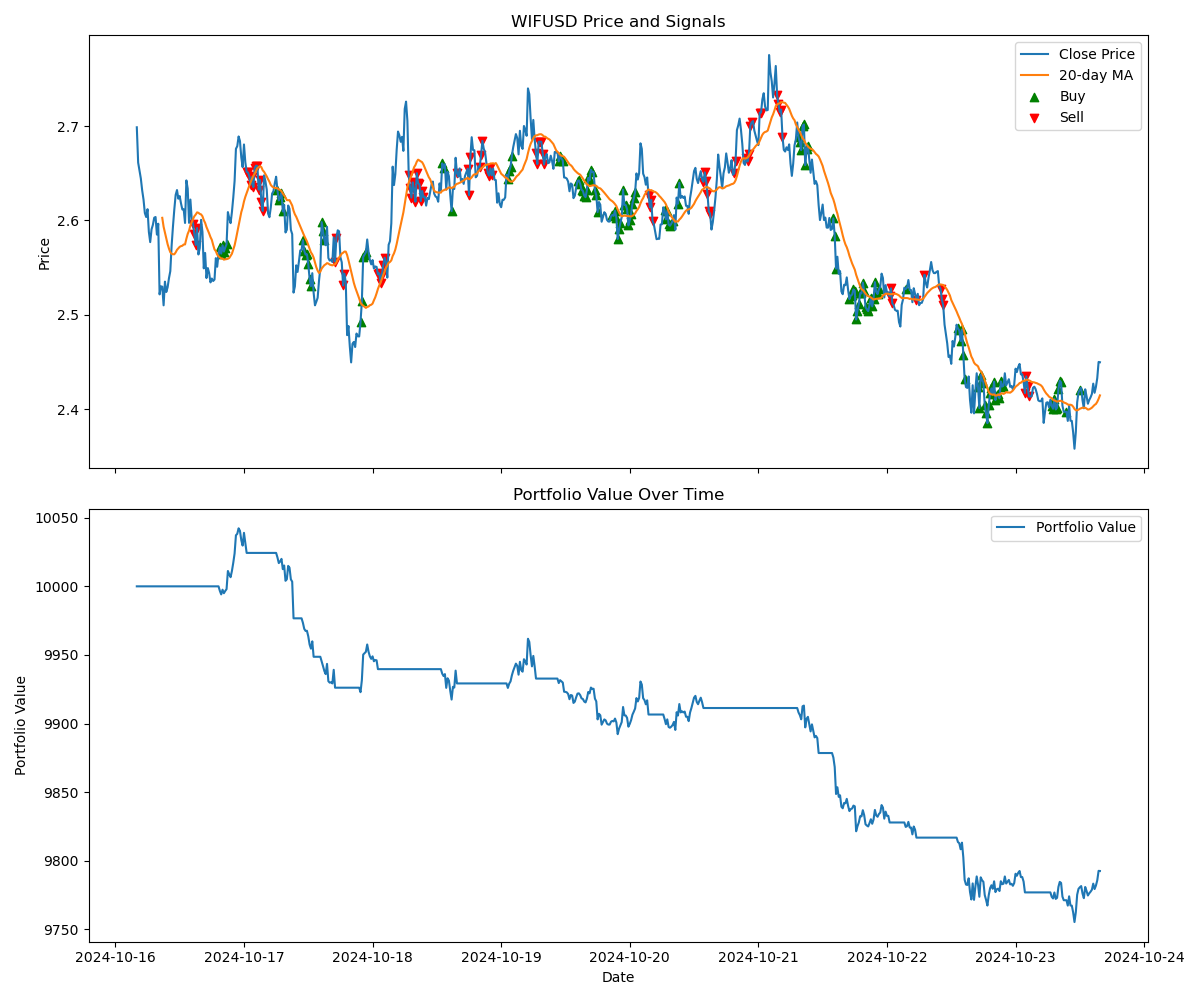 WIFUSD Price and Signals
Close Price
20-day MA
Buy
Sell
2.7
2.6
2.5
2.4
Price
Portfolio Value Over Time
Portfolio Value
10050
10000
9950
9900
9850
9800
9750
Portfolio Value
2024-10-16 2024-10-17 2024-10-18 2024-10-19 2024-10-20 2024-10-21 2024-10-22 2024-10-23 2024-10-24
Date